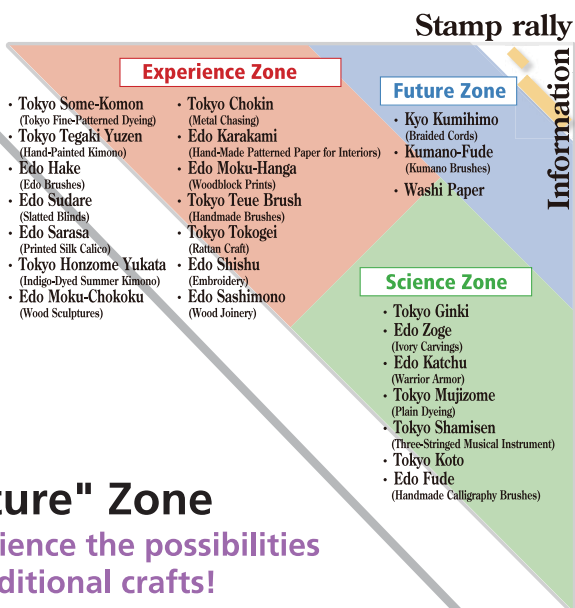 Stamp rally
Information
Experience Zone
・Tokyo Some-Komon
(Tokyo Fine-Patterned Dyeing)
・Tokyo Tegaki Yuzen
(Hand-Painted Kimono)
・Edo Hake
(Edo Brushes)
・Edo Sudare
(Slatted Blinds)
・Edo Sarasa
(Printed Silk Calico)
・Tokyo Honzome Yukata
(Indigo-Dyed Summer Kimono)
・Edo Moku-Chokoku
(Wood Sculptures)
・Tokyo Chokin
(Metal Chasing)
・Edo Karakami
(Hand-Made Patterned Paper for Interiors)
・Edo Moku-Hanga
(Woodblock Prints)
・Tokyo Teue Brush
(Handmade Brushes)
・Tokyo Tokogei
(Rattan Craft)
・Edo Shishu
(Embroidery)
・Edo Sashimono
(Wood Joinery)
Future Zone
・Kyo Kumihimo
(Braided Cords)
・Kumano-Fude
(Kumano Brushes)
・Washi Paper
Science Zone
・Tokyo Ginki
・Edo Zoge
(Ivory Carvings)
・Edo Katchu
(Warrior Armor)
・Tokyo Mujizome
(Plain Dyeing)
・Tokyo Shamisen
(Three-Stringed Musical Instrument)
・Tokyo Koto
・Edo Fude
(Handmade Calligraphy Brushes)
ture" Zone
ience the possibilities
ditional crafts!